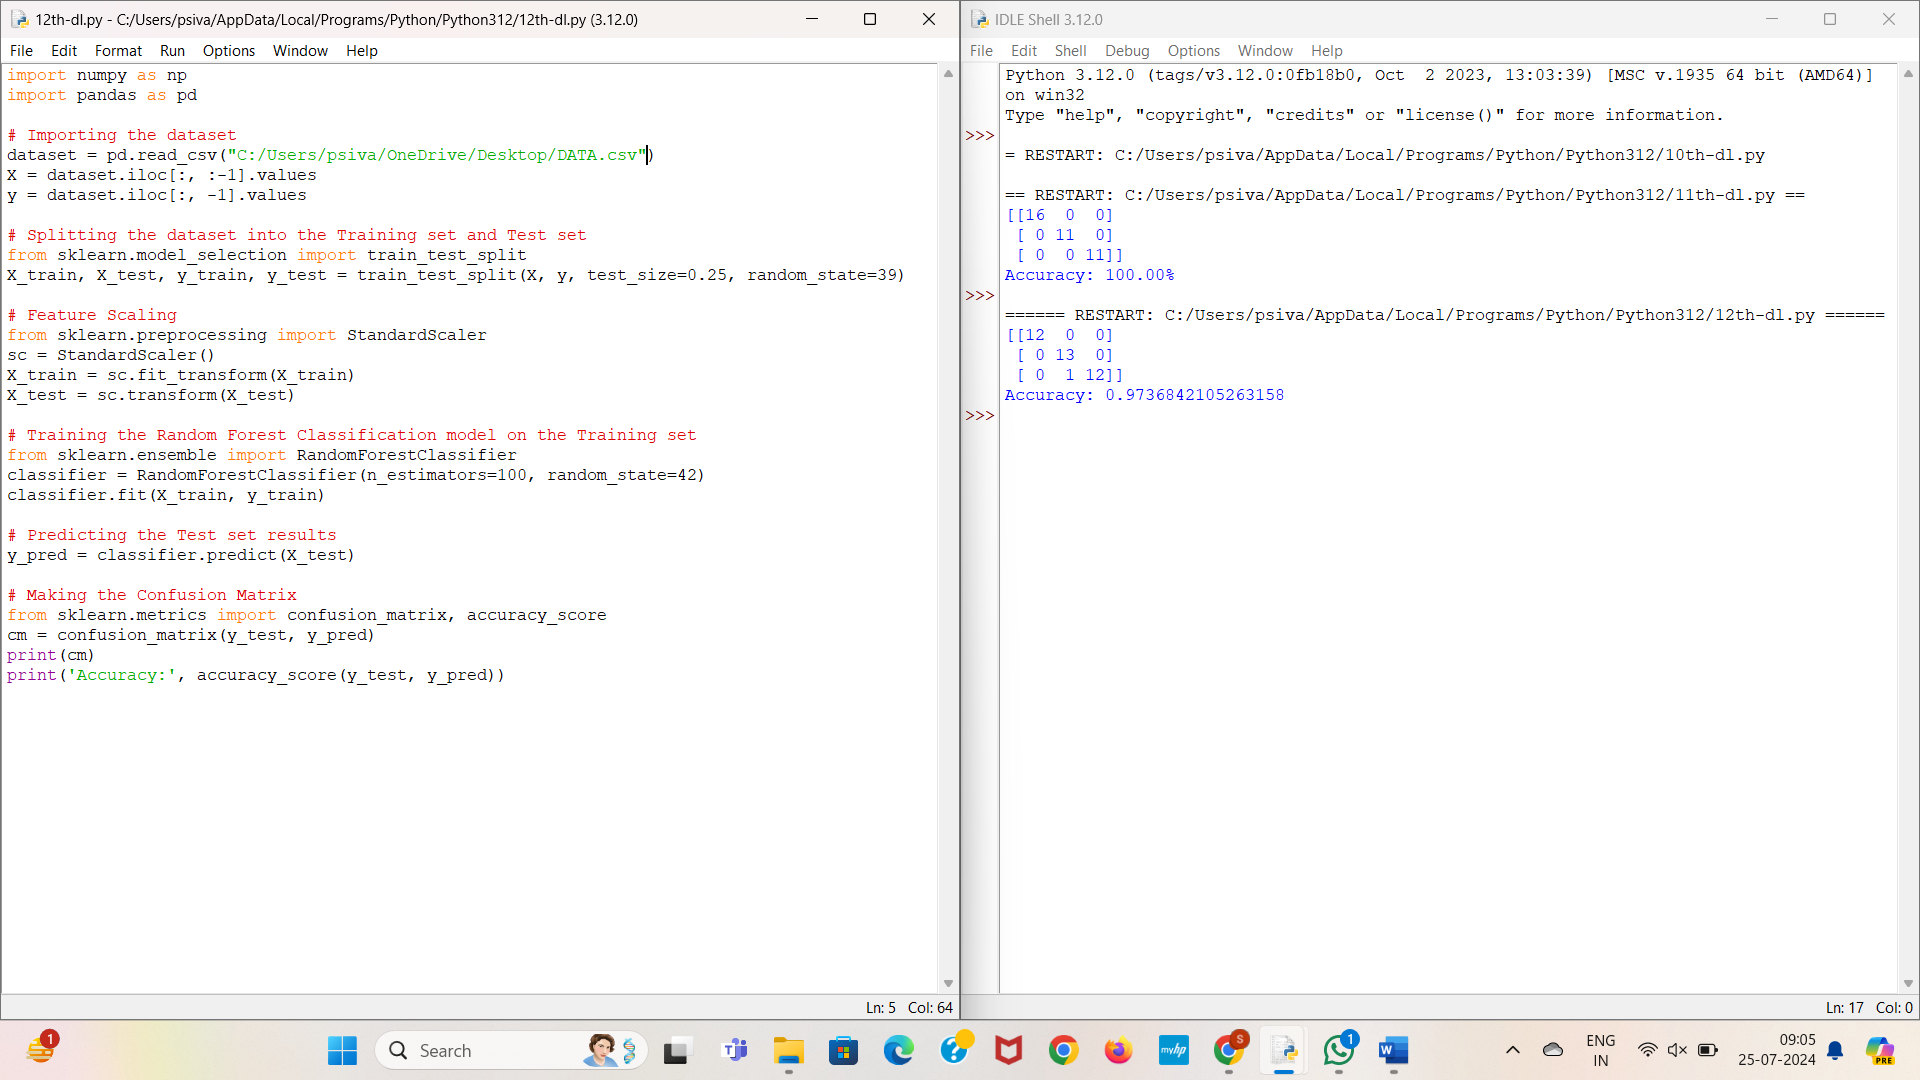 12th-dl.py - C:/Users/psiva/AppData/Local/Programs/Python/Python312/12th-dl.py (3.12.0)
File Edit Format Run Options Window Help
import numpy as np
import pandas as pd
# Importing the dataset
dataset = pd.read_csv("C:/Users/psiva/OneDrive/Desktop/DATA.csv")
X = dataset.iloc[:, :-1].values
y = dataset.iloc[:, -1].values
# Splitting the dataset into the Training set and Test set
from sklearn.model_selection import train_test_split
X_train, X_test, y_train, y_test = train_test_split(X, y, test_size=0.25, random_state=39)
# Feature Scaling
from sklearn.preprocessing import StandardScaler
sc = StandardScaler()
X_train = sc.fit_transform(X_train)
X_test = sc.transform(X_test)
# Training the Random Forest Classification model on the Training set
from sklearn.ensemble import RandomForestClassifier
classifier = RandomForestClassifier(n_estimators=100, random_state=42)
classifier.fit(X_train, y_train)
# Predicting the Test set results
y_pred = classifier.predict(X_test)
# Making the Confusion Matrix
from sklearn.metrics import confusion_matrix, accuracy_score
cm = confusion_matrix(y_test, y_pred)
print(cm)
print('Accuracy:', accuracy_score(y_test, y_pred))
Ln: 5 Col: 64
IDLE Shell 3.12.0
File Edit Shell Debug Options Window Help
Python 3.12.0 (tags/v3.12.0:0fb18b0, Oct  2 2023, 13:03:39) [MSC v.1935 64 bit (AMD64)]
on win32
Type "help", "copyright", "credits" or "license()" for more information.
>>>
= RESTART: C:/Users/psiva/AppData/Local/Programs/Python/Python312/10th-dl.py
== RESTART: C:/Users/psiva/AppData/Local/Programs/Python/Python312/11th-dl.py ==
[[16  0  0]
[ 0 11  0]
[ 0  0 11]]
Accuracy: 100.00%
>>>
====== RESTART: C:/Users/psiva/AppData/Local/Programs/Python/Python312/12th-dl.py ======
[[12  0  0]
[ 0 13  0]
[ 0  1 12]]
Accuracy: 0.9736842105263158
>>>
Ln: 17 Col: 0
1
Search
myhp
S
1
W
ENG
IN
09:05
25-07-2024
PRE